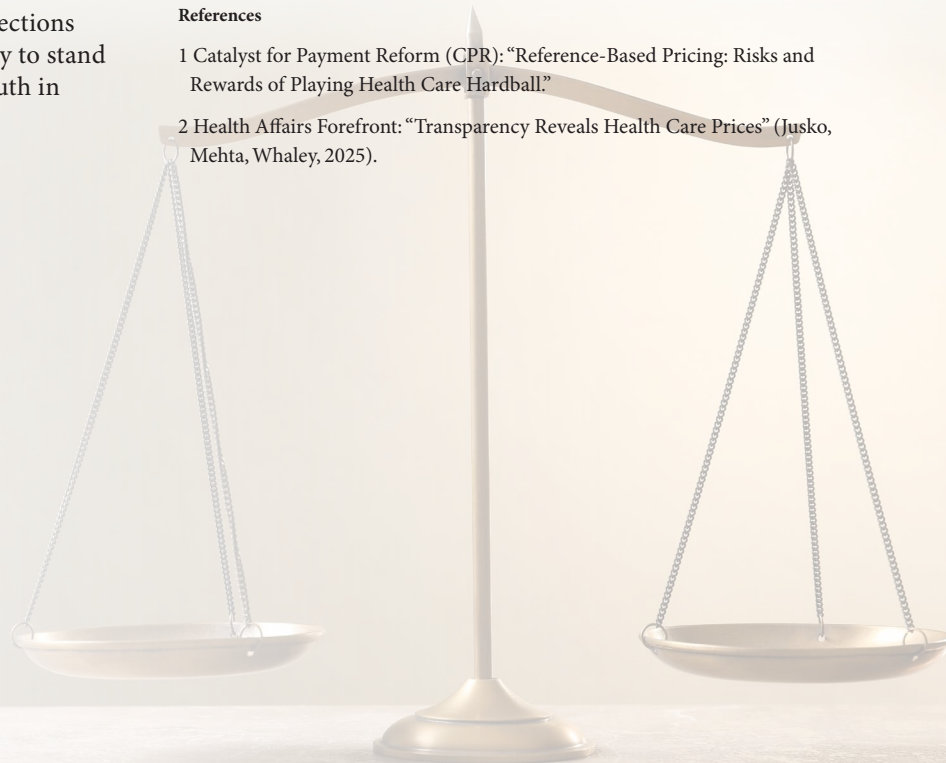 ections
y to stand
uth in
References
1 Catalyst for Payment Reform (CPR): “Reference-Based Pricing: Risks and
Rewards of Playing Health Care Hardball.”
2 Health Affairs Forefront: “Transparency Reveals Health Care Prices” (Jusko,
Mehta, Whaley, 2025).